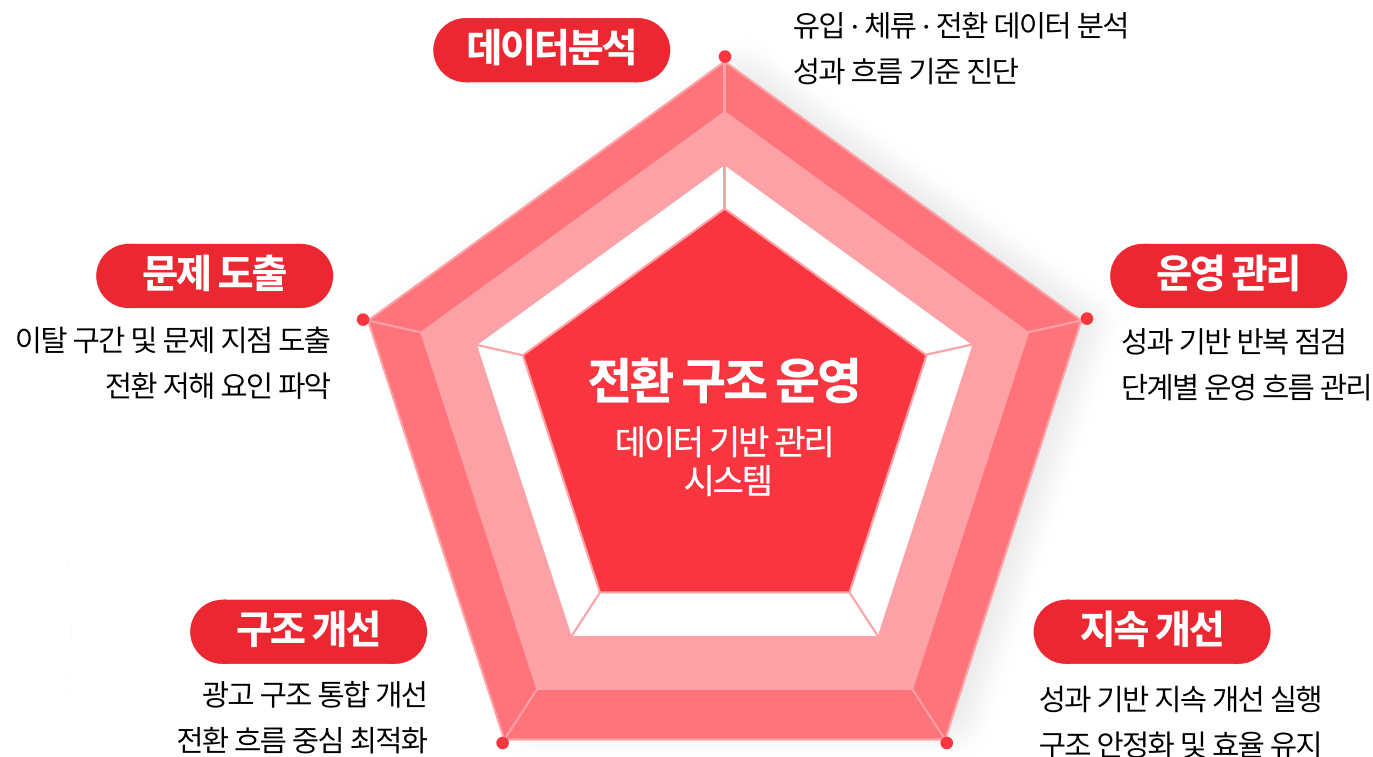 데이터분석
유입 · 체류 · 전환 데이터 분석
성과 흐름 기준 진단
문제 도출
이탈 구간 및 문제 지점 도출
전환 저해 요인 파악
운영 관리
성과 기반 반복 점검
단계별 운영 흐름 관리
전환 구조 운영
데이터 기반 관리
시스템
구조 개선
광고 구조 통합 개선
전환 흐름 중심 최적화
지속 개선
성과 기반 지속 개선 실행
구조 안정화 및 효율 유지